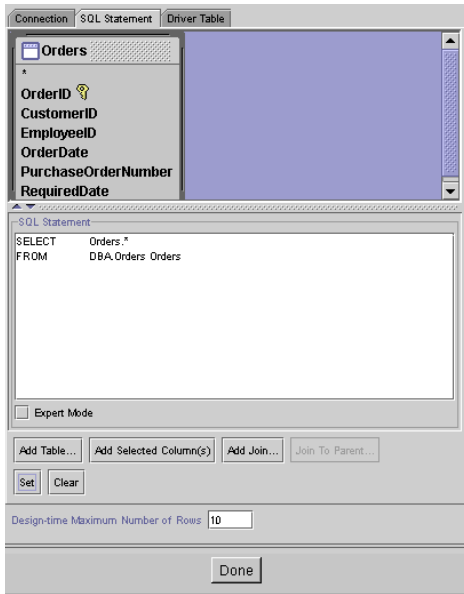 Connection SQL Statement Driver Table
Orders
*
OrderID
CustomerID
EmployeeID
OrderDate
PurchaseOrderNumber
RequiredDate
SQL Statement
SELECT Orders.*
FROM DBA.Orders Orders
Expert Mode
Add Table... Add Selected Column(s) Add Join... Join To Parent...
Set Clear
Design-time Maximum Number of Rows 10
Done